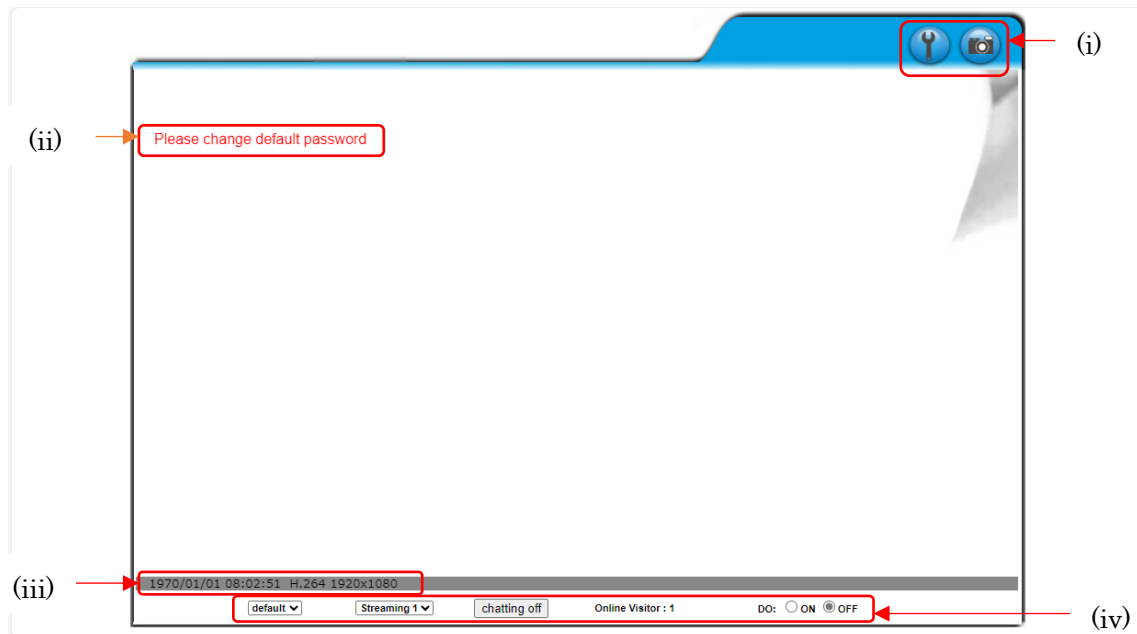 (i)
(ii)
Please change default password
(iii)
1970/01/01 08:02:51 H.264 1920x1080
default Streaming 1 chatting off Online Visitor : 1 DO: ON OFF
(iv)